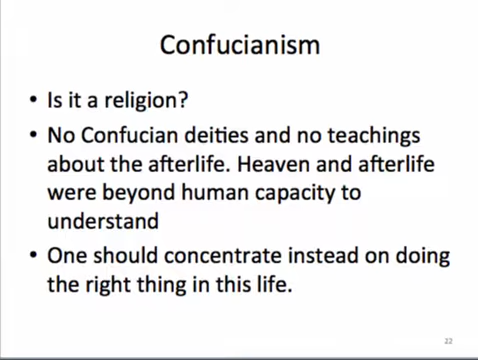 Confucianism
• Is it a religion?
• No Confucian deities and no teachings
about the afterlife. Heaven and afterlife
were beyond human capacity to
understand
• One should concentrate instead on doing
the right thing in this life.
22